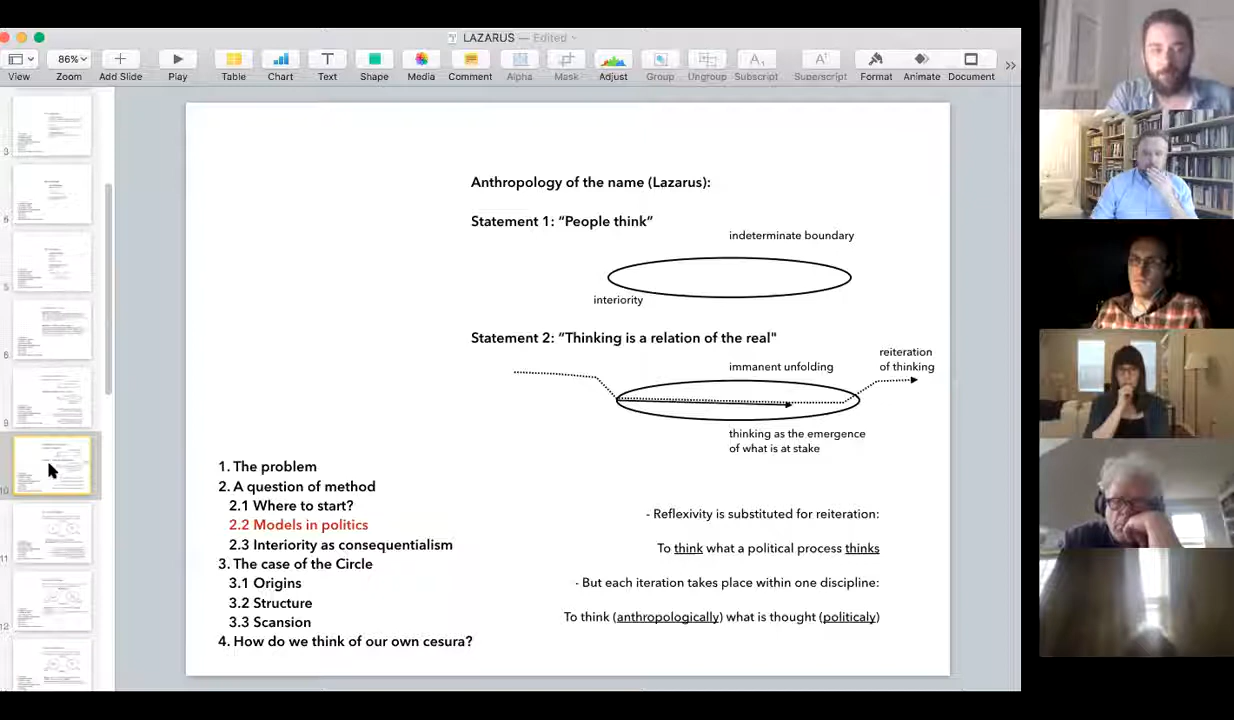 LAZARUS — Edited
86%
View
Zoom
Add Slide
Play
Table
Chart
Text
Shape
Media
Comment
Alpha
Mask
Adjust
Group
Ungroup
Subscript
Superscript
Format
Animate
Document
Anthropology of the name (Lazarus):
Statement 1: “People think”
indeterminate boundary
interiority
Statement 2: “Thinking is a relation of the real"
reiteration
of thinking
immanent unfolding
thinking as the emergence
of what is at stake
1. The problem
2. A question of method
2.1 Where to start?
2.2 Models in politics
2.3 Interiority as consequentialism
3. The case of the Circle
3.1 Origins
3.2 Structure
3.3 Scansion
4. How do we think of our own cesura?
- Reflexivity is substituted for reiteration:
To think what a political process thinks
- But each iteration takes place within one discipline:
To think (anthropologically) what is thought (politicaly)
10
11
12